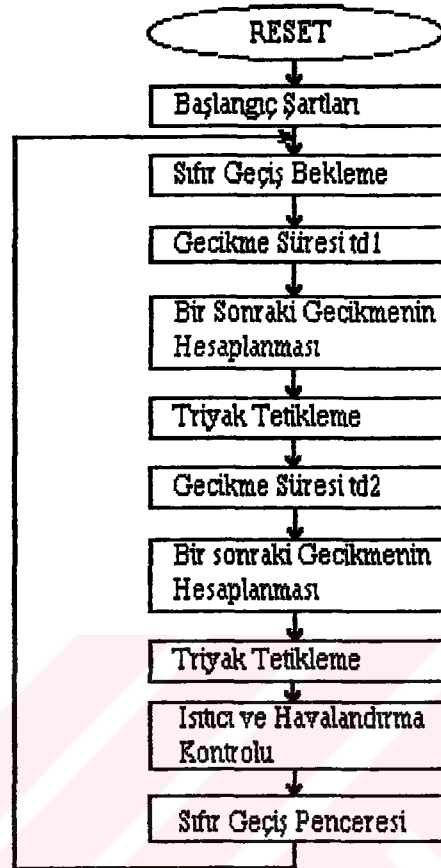 RESET
Başlangıç Şartları
Sıfır Geçiş Bekleme
Gecikme Süresi td1
Bir Sonraki Gecikmenin
Hesaplanması
Triyak Tetikleme
Gecikme Süresi td2
Bir sonraki Gecikmenin
Hesaplanması
Triyak Tetikleme
Isıtıcı ve Havalandırma
Kontrolu
Sıfır Geçiş Penceresi